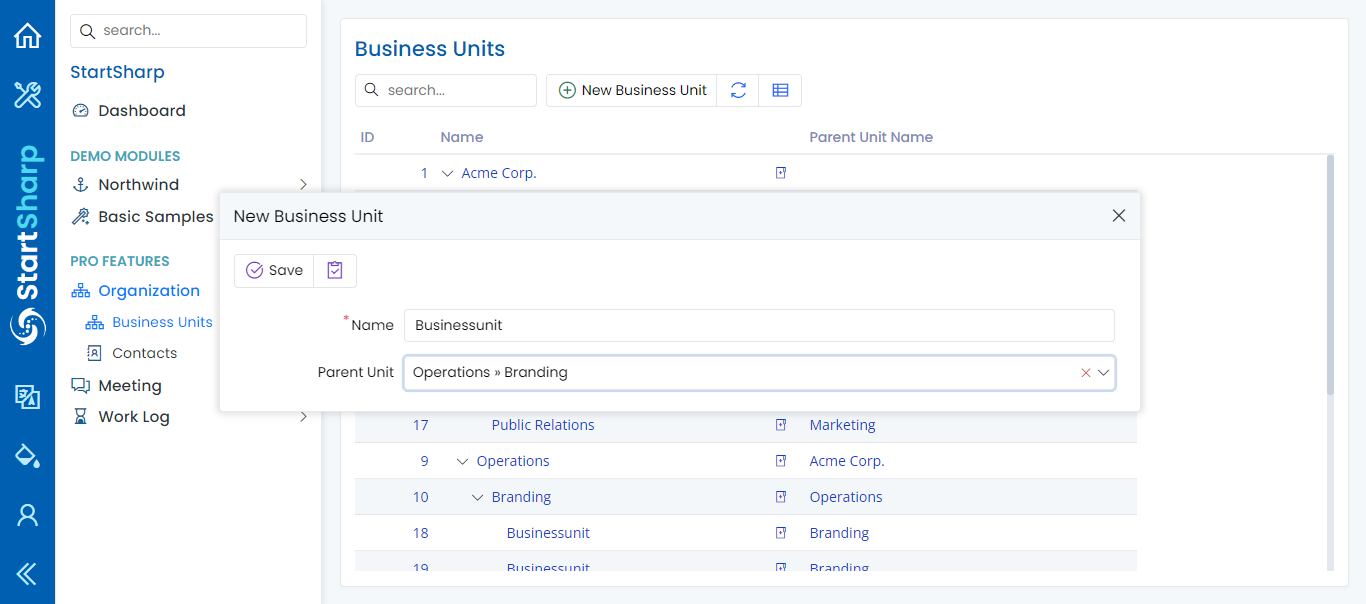 StartSharp
search...
StartSharp
Dashboard
DEMO MODULES
Northwind
Basic Samples
PRO FEATURES
Organization
Business Units
Contacts
Meeting
Work Log
Business Units
search...
New Business Unit
ID Name Parent Unit Name
1 Acme Corp.
New Business Unit
Save
* Name Businessunit
Parent Unit Operations » Branding
17 Public Relations Marketing
9 Operations Acme Corp.
10 Branding Operations
18 Businessunit Branding
19 Businessunit Branding